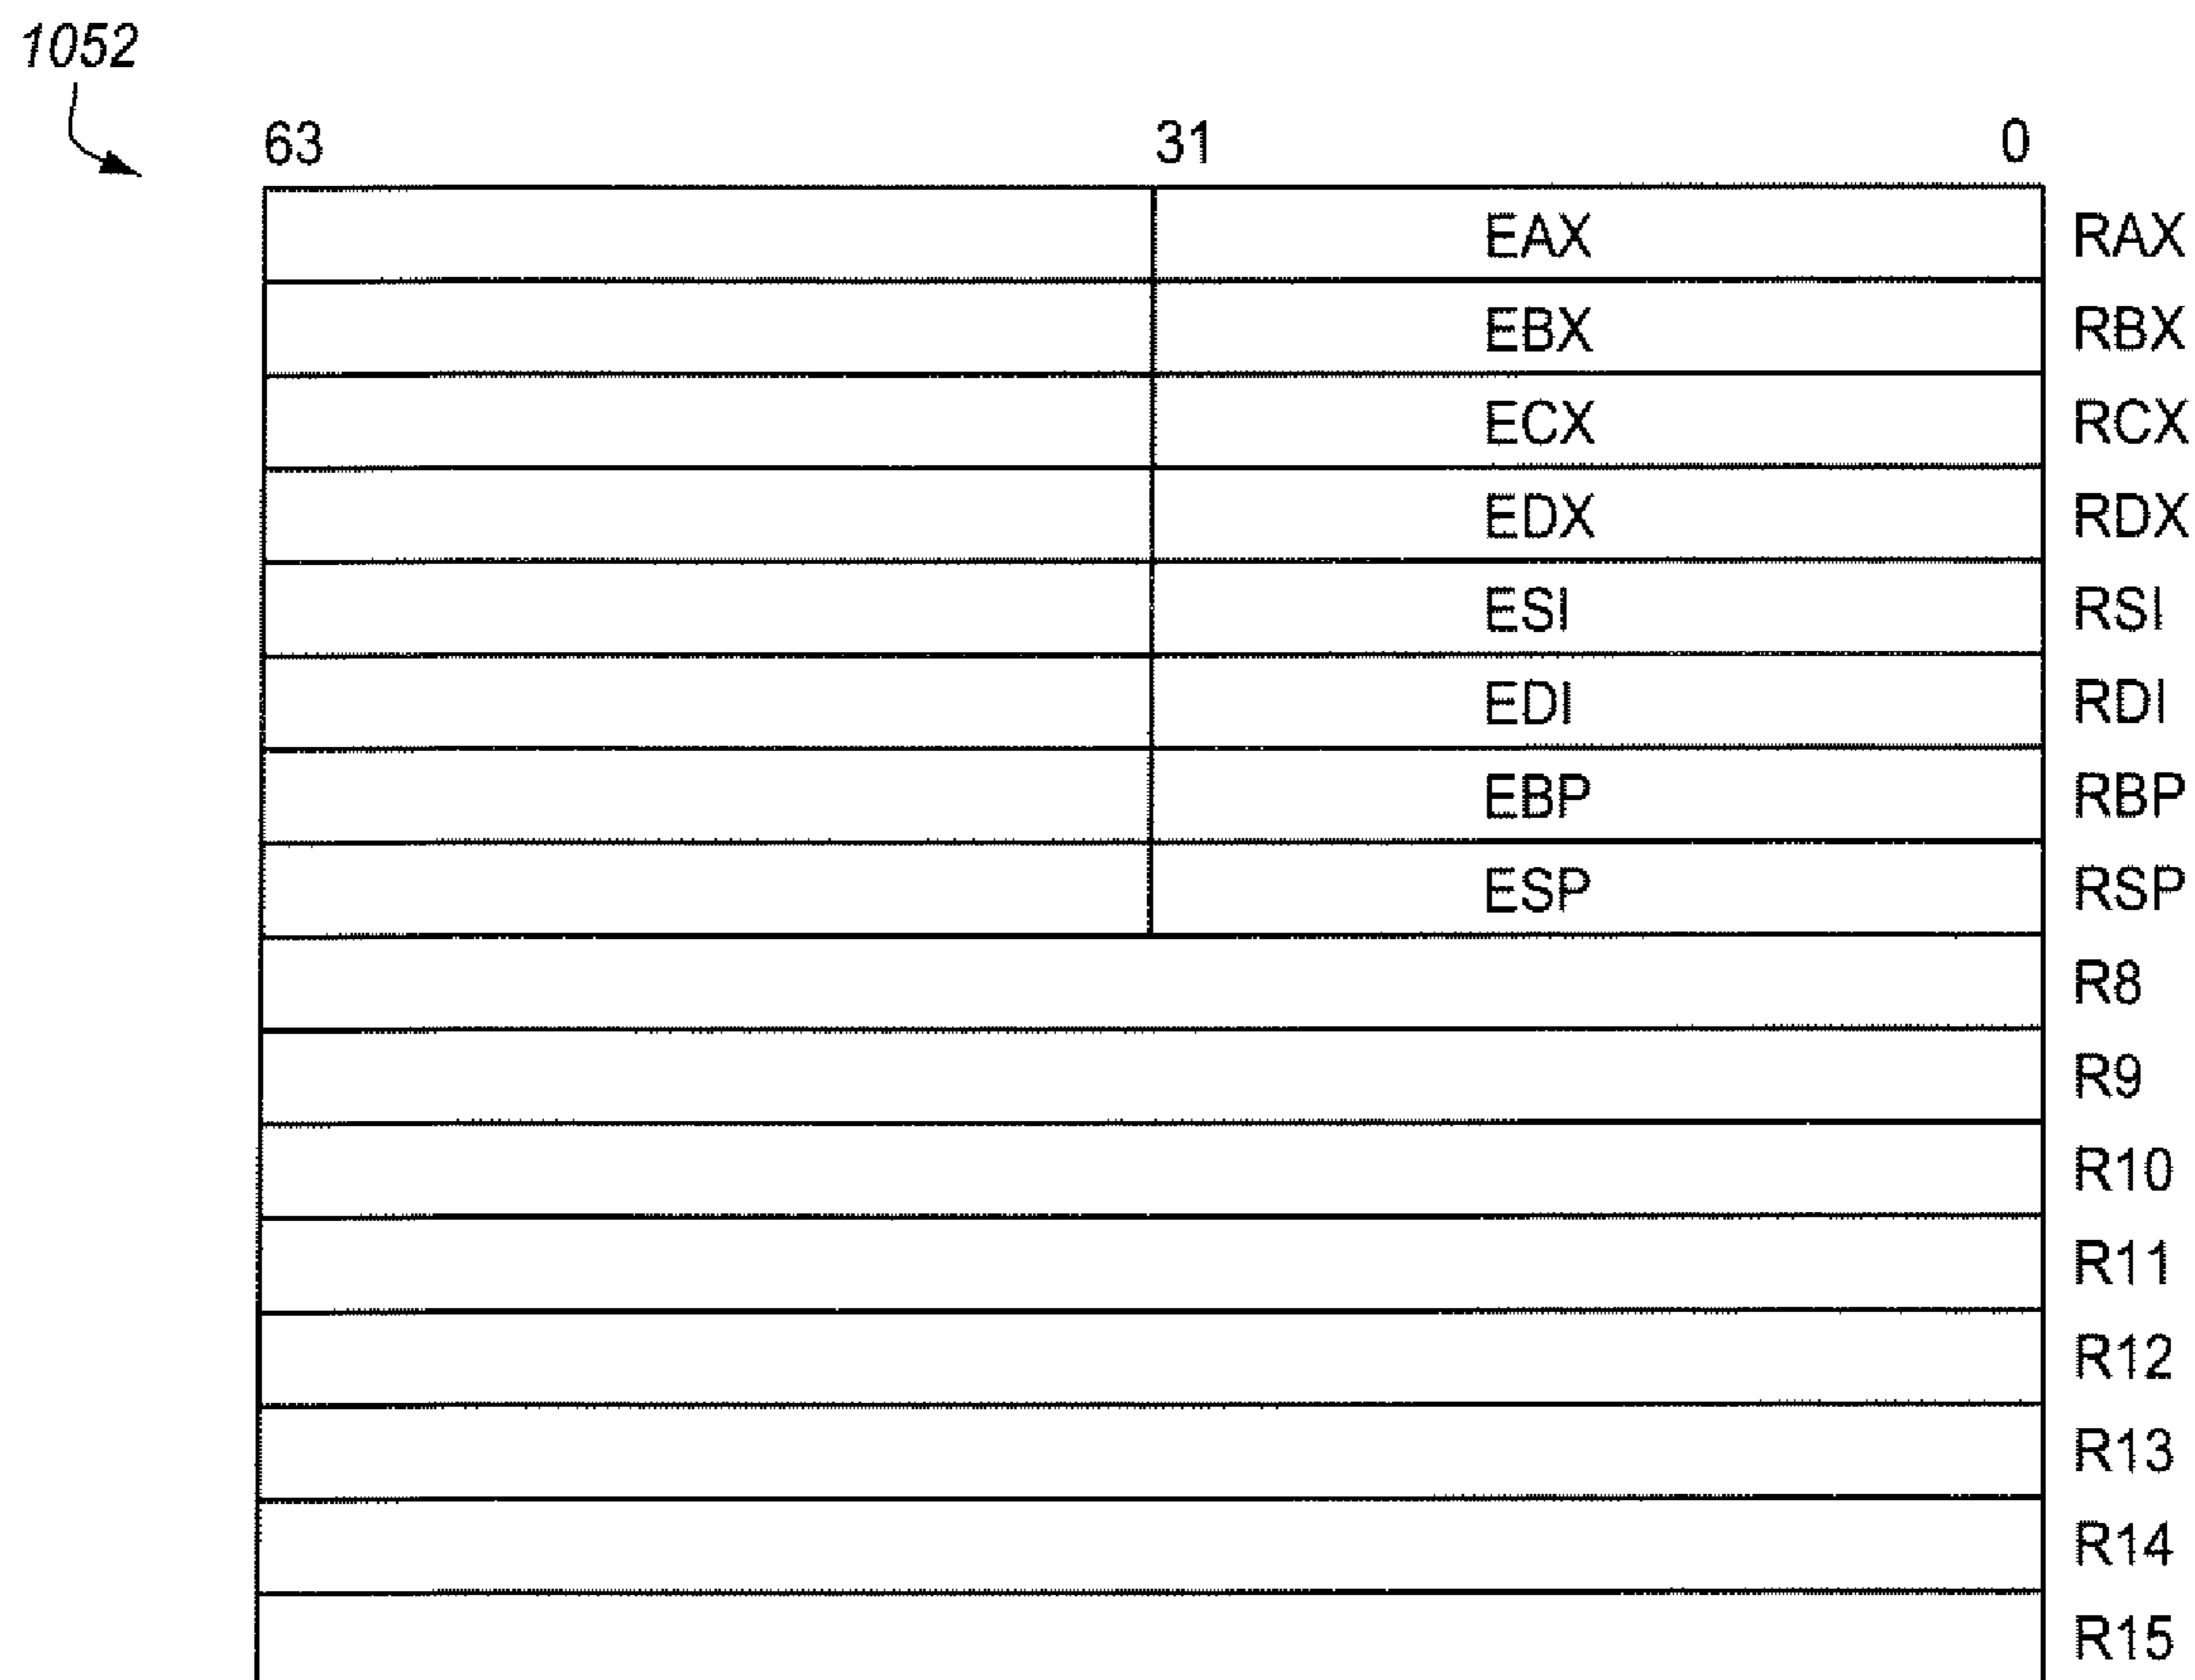 1052
63 31 0
EAX RAX
EBX RBX
ECX RCX
EDX RDX
ESI RSI
EDI RDI
EBP RBP
ESP RSP
R8
R9
R10
R11
R12
R13
R14
R15